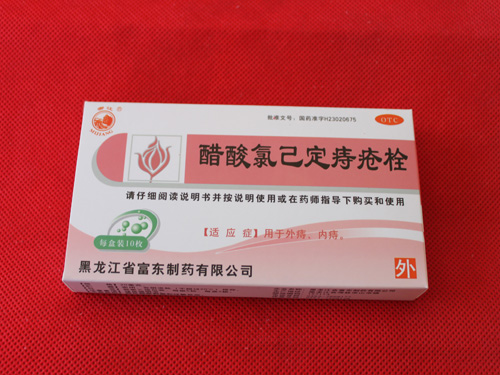 批准文号：国药准字H23020675
OTC
醋酸氯己定痔疮栓
请仔细阅读说明书并按说明使用或在药师指导下购买和使用
【适 应 症】用于外痔、内痔。
每盒装10枚
黑龙江省富东制药有限公司
外